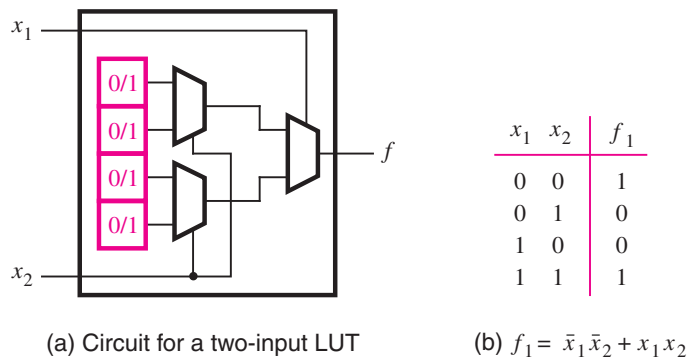 x₁
0/1
0/1
0/1
0/1
f
x₂
(a) Circuit for a two-input LUT
x₁ x₂ f₁
0 0 1
0 1 0
1 0 0
1 1 1
(b) f₁ = x̄₁x̄₂ + x₁x₂